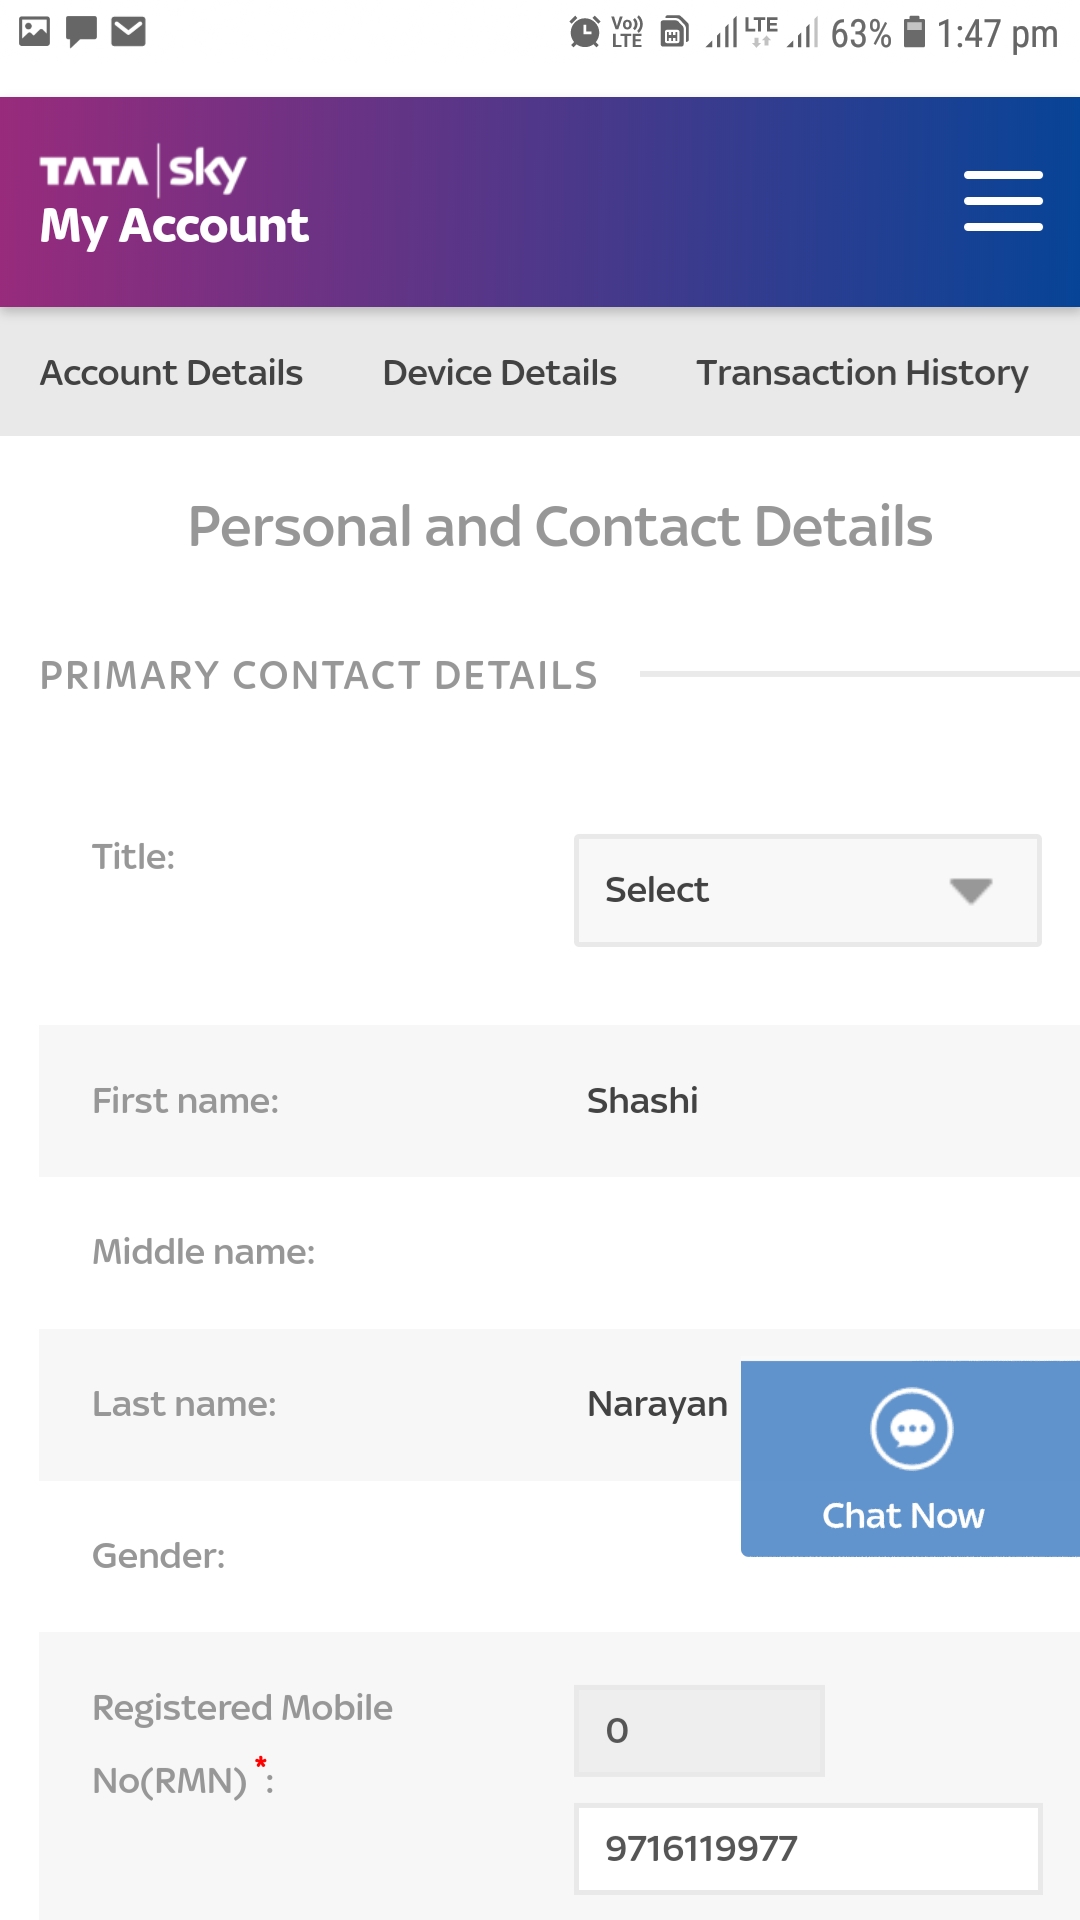 Vo)) LTE LTE 63% 1:47 pm
TATA sky
My Account
Account Details Device Details Transaction History
Personal and Contact Details
PRIMARY CONTACT DETAILS
Title: Select
First name: Shashi
Middle name:
Last name: Narayan
Chat Now
Gender:
Registered Mobile 0
No(RMN) *:
9716119977